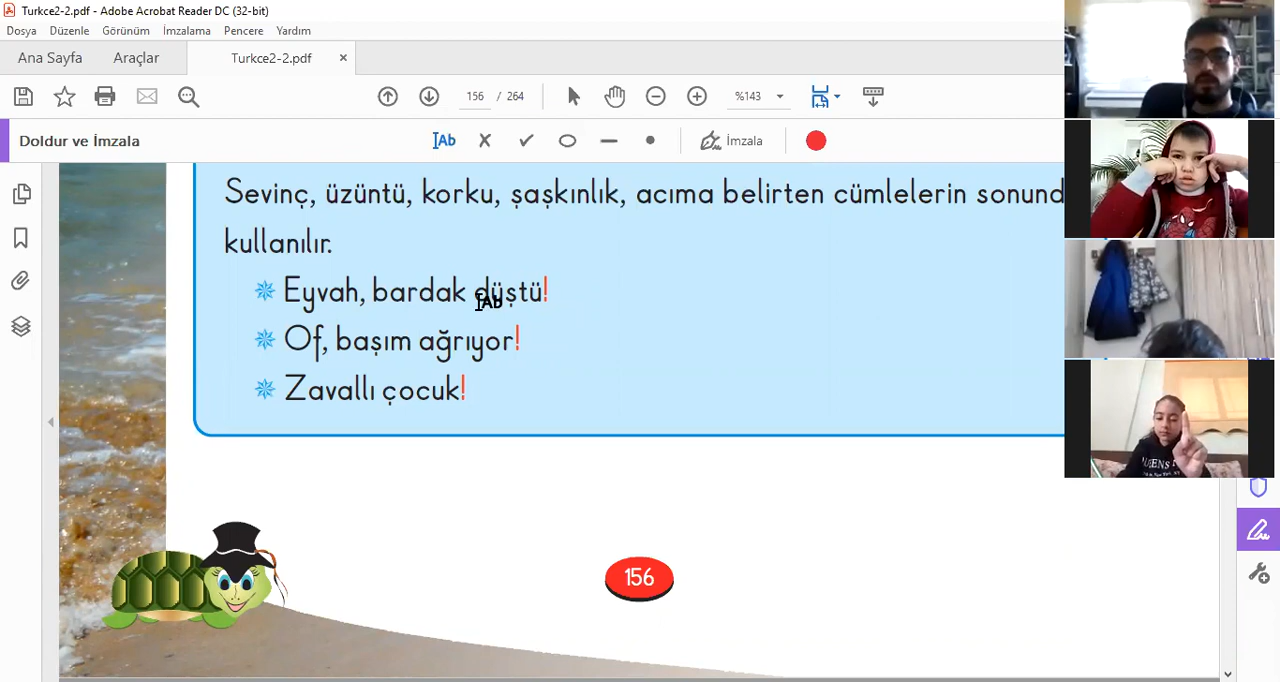 Turkce2-2.pdf - Adobe Acrobat Reader DC (32-bit)
Dosya Düzenle Görünüm İmzalama Pencere Yardım
Ana Sayfa Araçlar Turkce2-2.pdf ×
156 / 264 %143
Doldur ve İmzala IAb İmzala
Sevinç, üzüntü, korku, şaşkınlık, acıma belirten cümlelerin sonund
kullanılır.
Eyvah, bardak düştü!
IAb
Of, başım ağrıyor!
Zavallı çocuk!
156